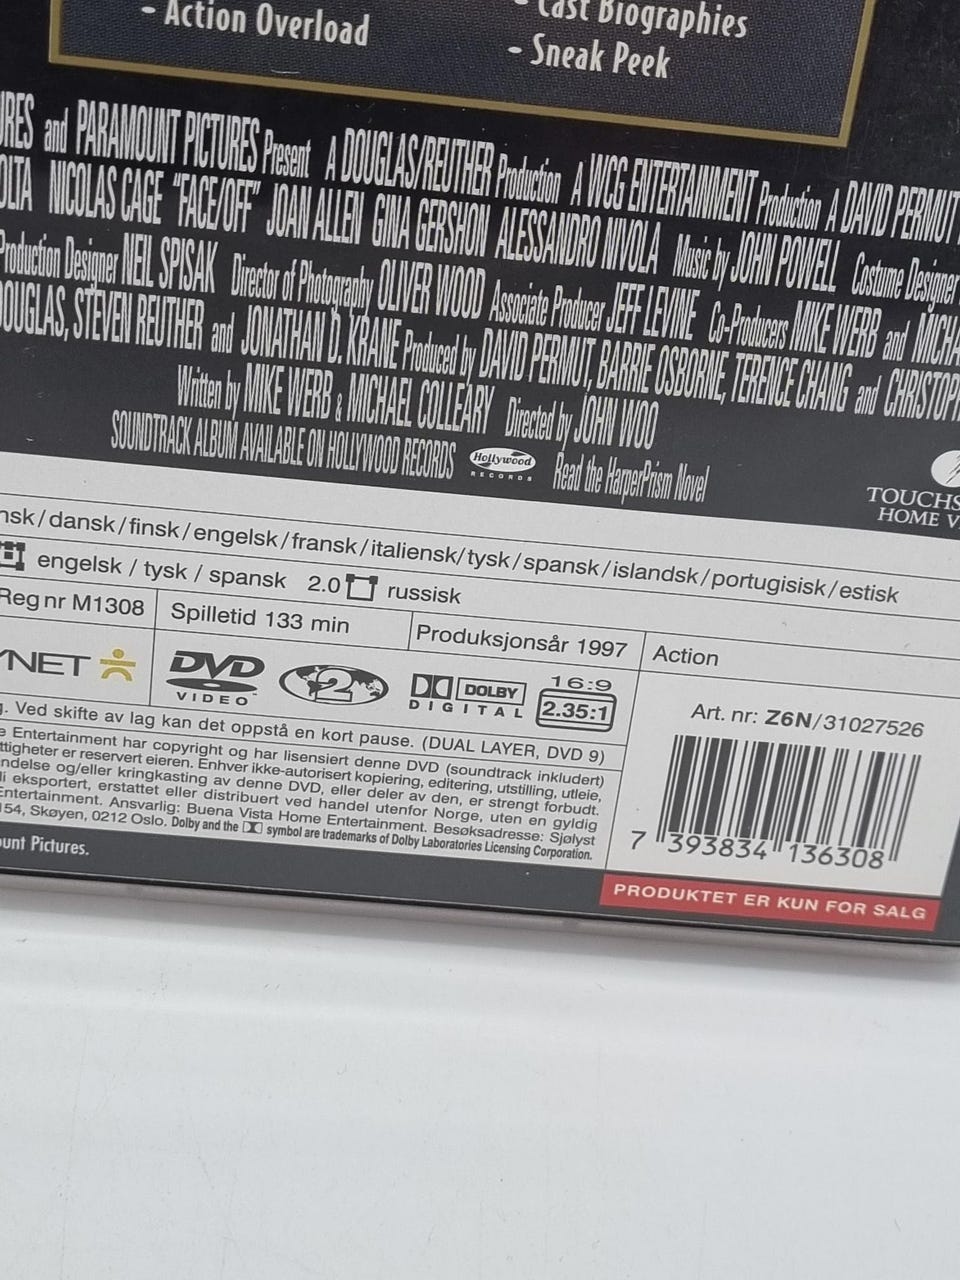 - Action Overload
- Cast Biographies
- Sneak Peek
and PARAMOUNT PICTURES Present A DOUGLAS/REUTHER Production A WCG ENTERTAINMENT Production A DAVID PERMUT
NICOLAS CAGE "FACE/OFF" JOAN ALLEN GINA GERSHON ALESSANDRO NIVOLA Music by JOHN POWELL Costume Designer
Production Designer NEIL SPISAK Director of Photography OLIVER WOOD Associate Producer JEFF LEVINE Co-Producers MIKE WERB and MICHA
DOUGLAS, STEVEN REUTHER and JONATHAN D. KRANE Produced by DAVID PERMUT, BARRIE OSBORNE, TERENCE CHANG and CHRISTOP
Written by MIKE WERB & MICHAEL COLLEARY Directed by JOHN WOO
SOUNDTRACK ALBUM AVAILABLE ON HOLLYWOOD RECORDS Hollywood RECORDS Read the HarperPrism Novel
TOUCHS
HOME V
nsk/dansk/finsk/engelsk/fransk/italiensk/tysk/spansk/islandsk/portugisisk/estisk
engelsk / tysk / spansk 2.0 russisk
Reg nr M1308 Spilletid 133 min Produksjonsår 1997 Action
YNET DVD VIDEO 2 DOLBY DIGITAL 16:9 2.35:1
Art. nr: Z6N/31027526
g. Ved skifte av lag kan det oppstå en kort pause. (DUAL LAYER, DVD 9)
e Entertainment har copyright og har lisensiert denne DVD (soundtrack inkludert)
ttigheter er reservert eieren. Enhver ikke-autorisert kopiering, editering, utstilling, utleie,
ndelse og/eller kringkasting av denne DVD, eller deler av den, er strengt forbudt.
li eksportert, erstattet eller distribuert ved handel utenfor Norge, uten en gyldig
Entertainment. Ansvarlig: Buena Vista Home Entertainment. Besøksadresse: Sjølyst
154, Skøyen, 0212 Oslo. Dolby and the symbol are trademarks of Dolby Laboratories Licensing Corporation.
7 393834 136308
ount Pictures.
PRODUKTET ER KUN FOR SALG